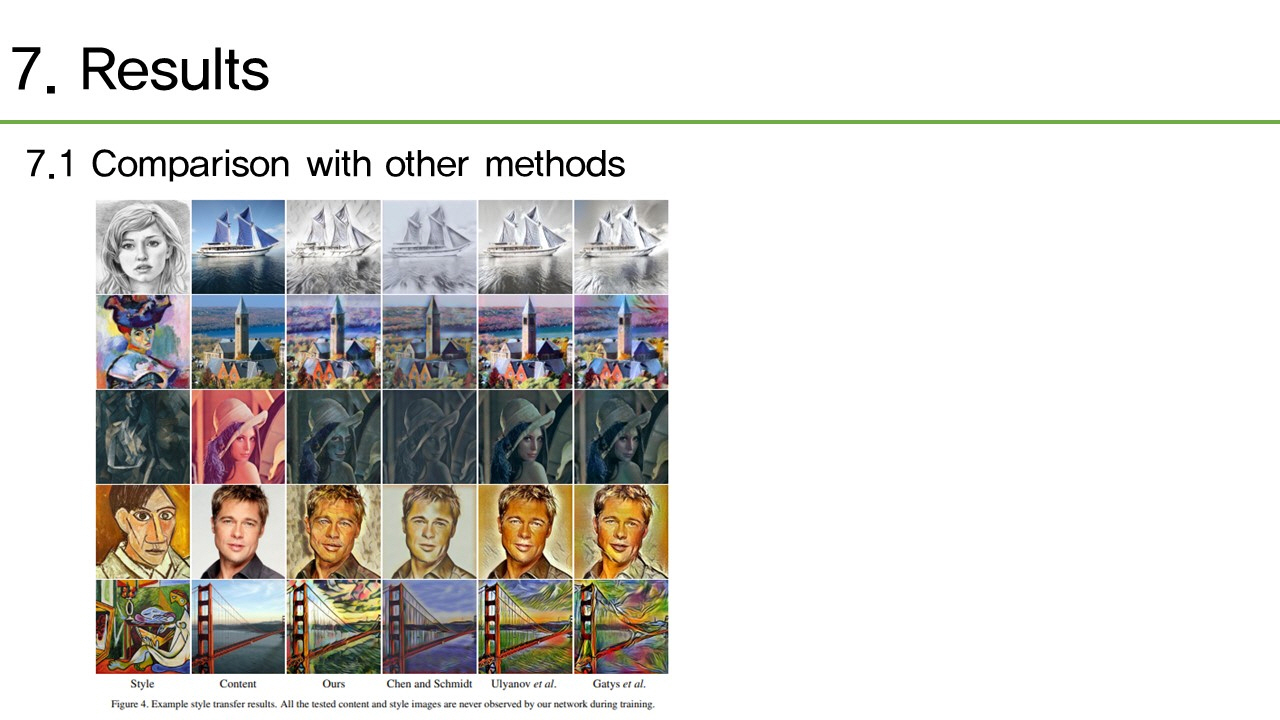 7. Results
7.1 Comparison with other methods
Style Content Ours Chen and Schmidt Ulyanov et al. Gatys et al.
Figure 4. Example style transfer results. All the tested content and style images are never observed by our network during training.